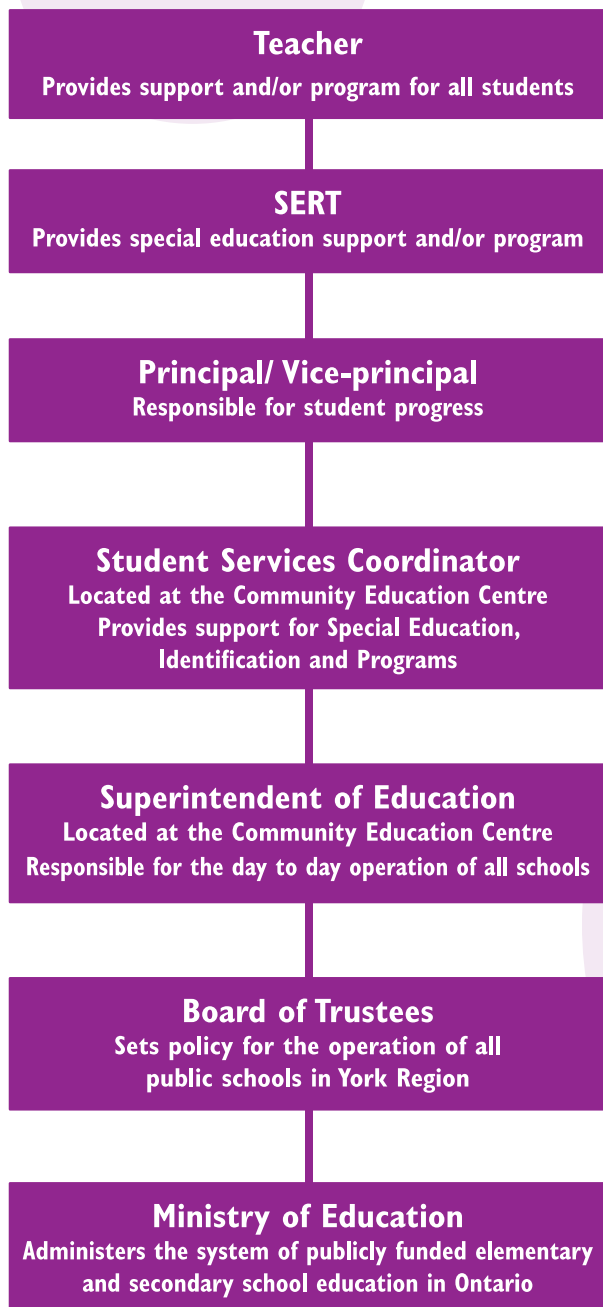 Teacher
Provides support and/or program for all students
SERT
Provides special education support and/or program
Principal/ Vice-principal
Responsible for student progress
Student Services Coordinator
Located at the Community Education Centre
Provides support for Special Education,
Identification and Programs
Superintendent of Education
Located at the Community Education Centre
Responsible for the day to day operation of all schools
Board of Trustees
Sets policy for the operation of all
public schools in York Region
Ministry of Education
Administers the system of publicly funded elementary
and secondary school education in Ontario